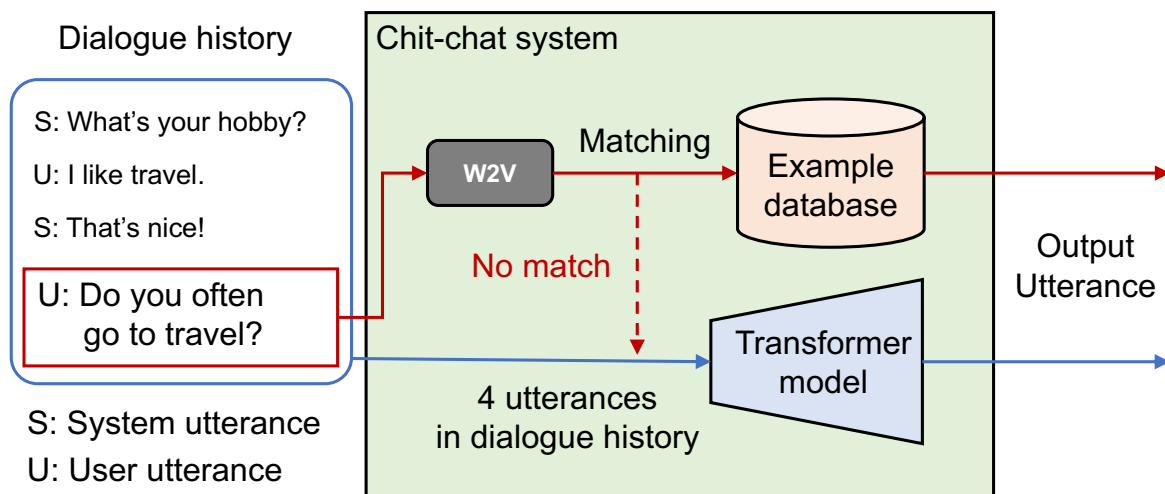 Dialogue history
S: What's your hobby?
U: I like travel.
S: That's nice!
U: Do you often
go to travel?
S: System utterance
U: User utterance
Chit-chat system
W2V
Matching
Example
database
No match
Transformer
model
4 utterances
in dialogue history
Output
Utterance